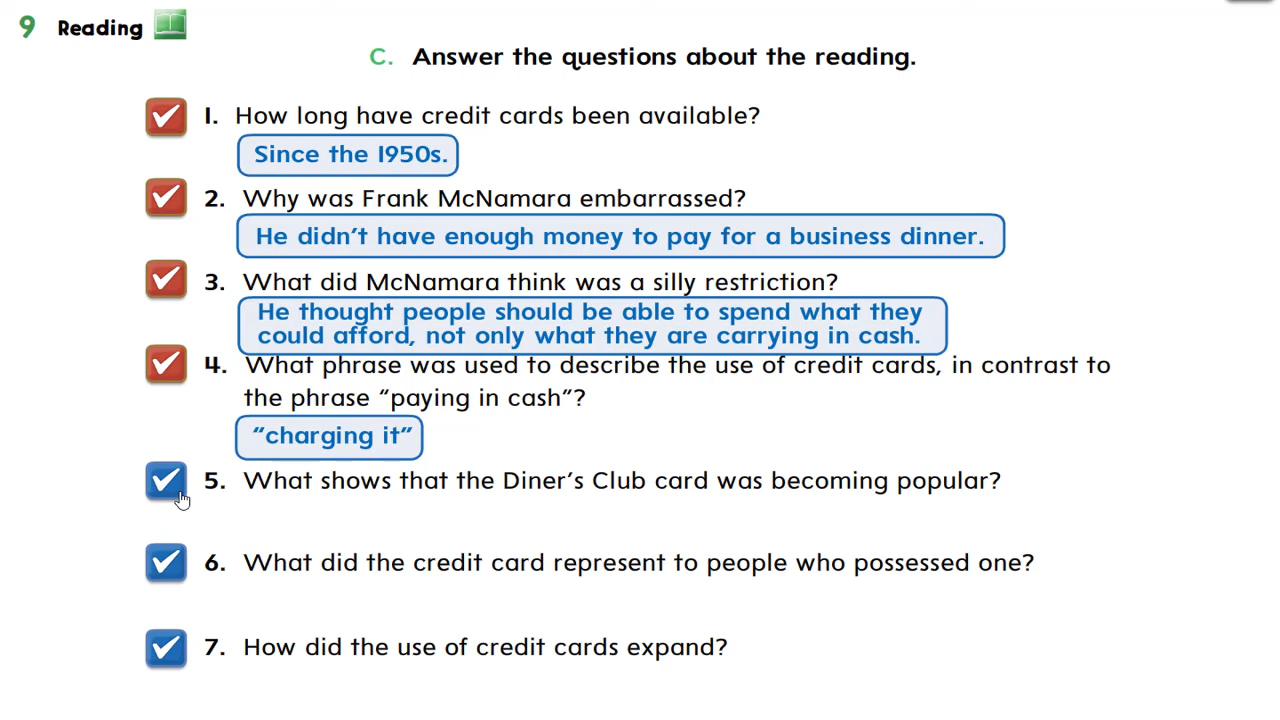 9 Reading
C. Answer the questions about the reading.
1. How long have credit cards been available?
Since the 1950s.
2. Why was Frank McNamara embarrassed?
He didn't have enough money to pay for a business dinner.
3. What did McNamara think was a silly restriction?
He thought people should be able to spend what they
could afford, not only what they are carrying in cash.
4. What phrase was used to describe the use of credit cards, in contrast to
the phrase “paying in cash”?
“charging it”
5. What shows that the Diner's Club card was becoming popular?
6. What did the credit card represent to people who possessed one?
7. How did the use of credit cards expand?